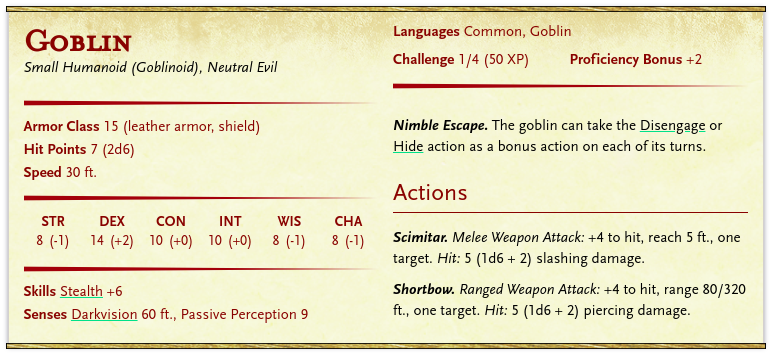 Goblin
Small Humanoid (Goblinoid), Neutral Evil
Armor Class 15 (leather armor, shield)
Hit Points 7 (2d6)
Speed 30 ft.
STR DEX CON INT WIS CHA
8 (-1) 14 (+2) 10 (+0) 10 (+0) 8 (-1) 8 (-1)
Skills Stealth +6
Senses Darkvision 60 ft., Passive Perception 9
Languages Common, Goblin
Challenge 1/4 (50 XP) Proficiency Bonus +2
Nimble Escape. The goblin can take the Disengage or
Hide action as a bonus action on each of its turns.
Actions
Scimitar. Melee Weapon Attack: +4 to hit, reach 5 ft., one
target. Hit: 5 (1d6 + 2) slashing damage.
Shortbow. Ranged Weapon Attack: +4 to hit, range 80/320
ft., one target. Hit: 5 (1d6 + 2) piercing damage.